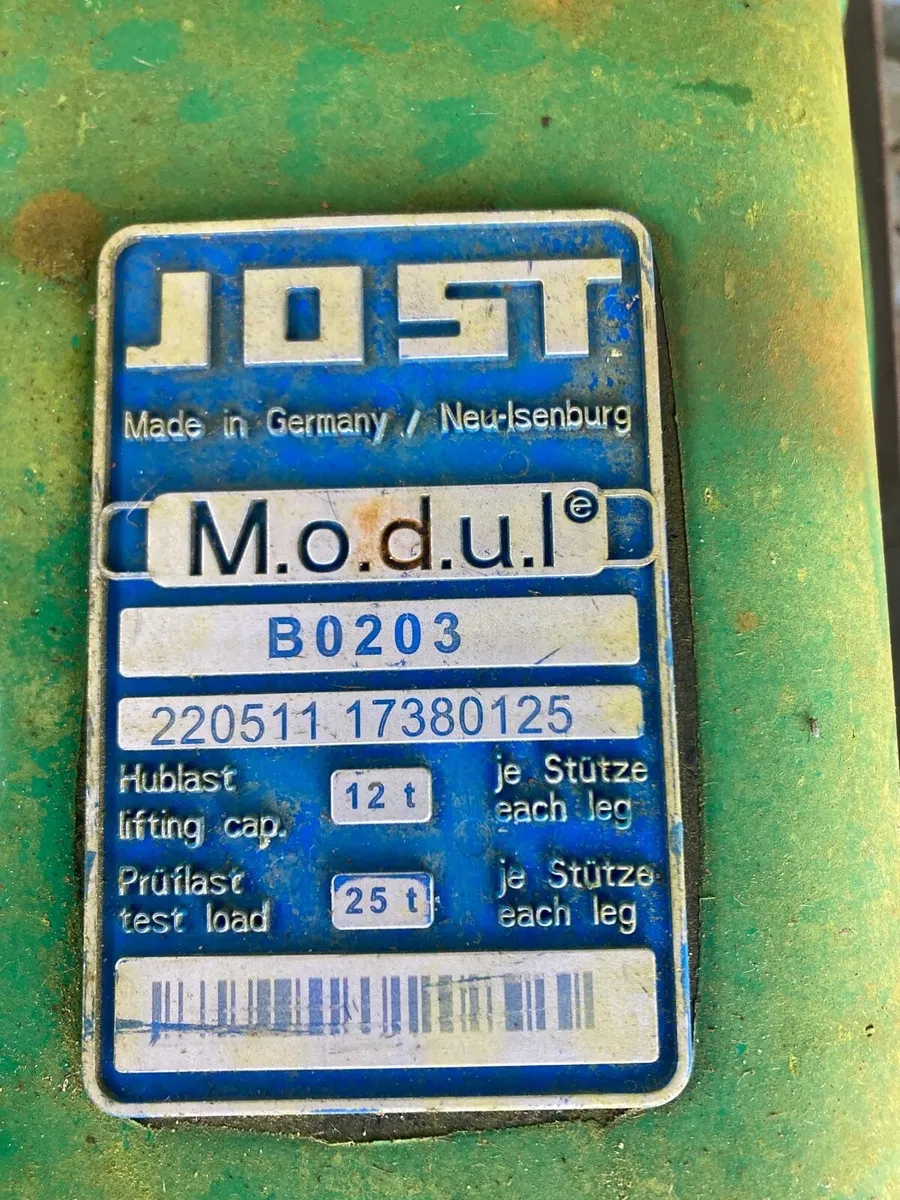 JOST
Made in Germany / Neu-Isenburg
M.o.d.u.l e
B0203
220511 17380125
Hublast 12 t je Stütze
lifting cap. each leg
Prüflast 25 t je Stütze
test load each leg